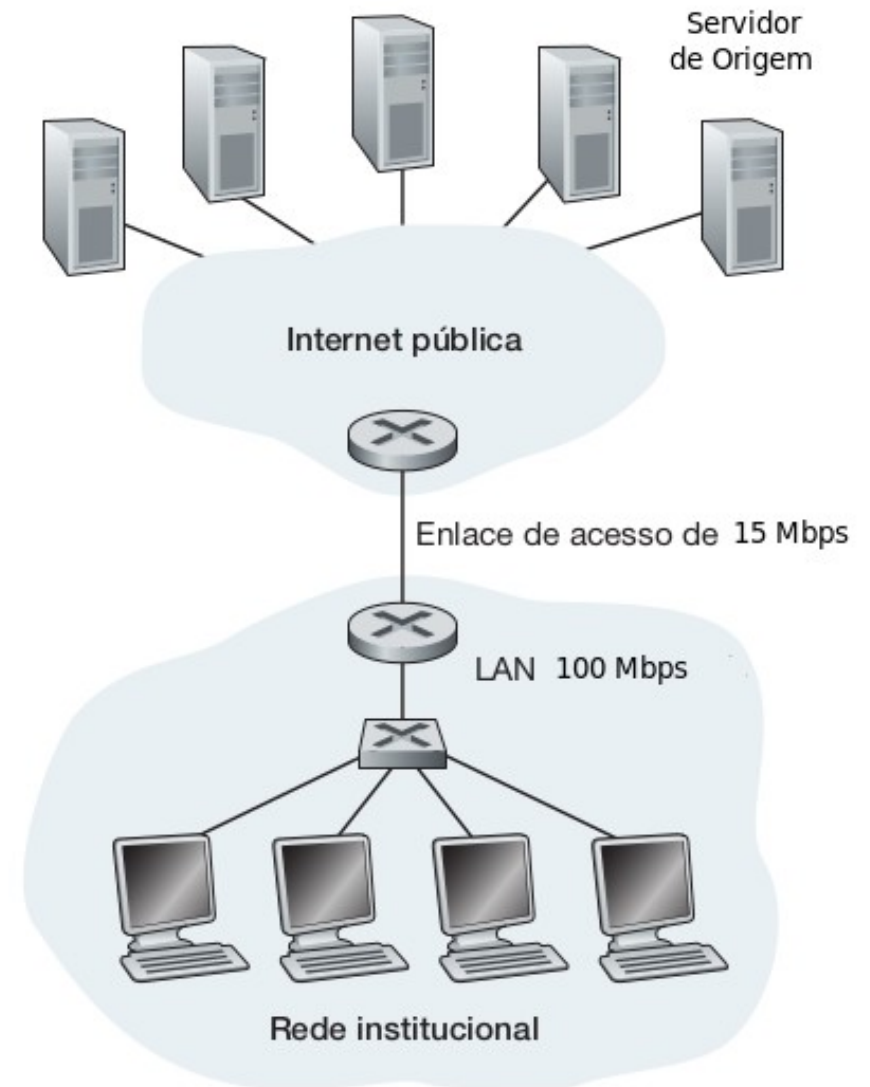 Servidor
de Origem
Internet pública
Enlace de acesso de 15 Mbps
LAN 100 Mbps
Rede institucional